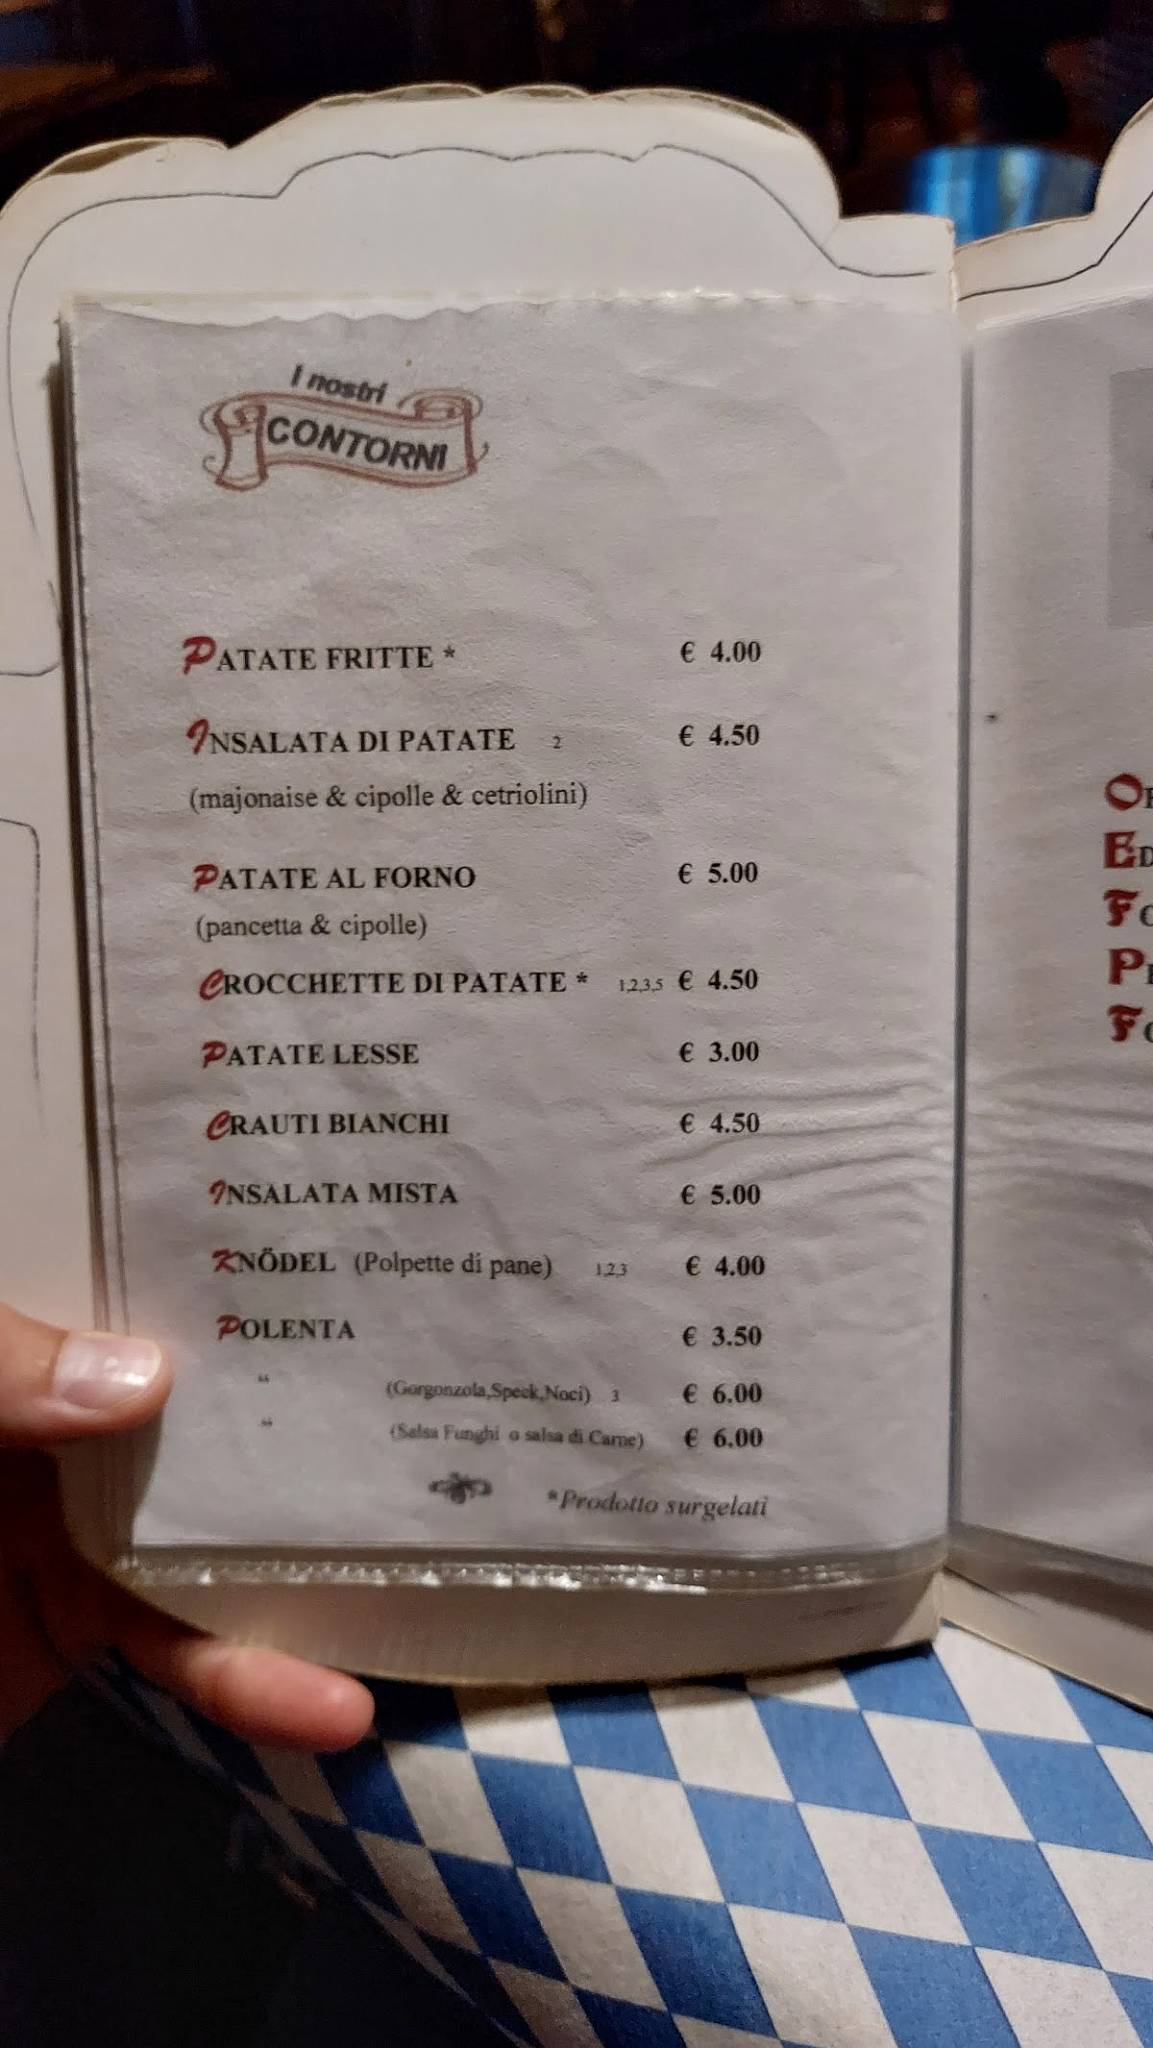 I nostri
CONTORNI
PATATE FRITTE * € 4.00
INSALATA DI PATATE 2 € 4.50
(majonaise & cipolle & cetriolini)
PATATE AL FORNO € 5.00
(pancetta & cipolle)
CROCCHETTE DI PATATE * 1,2,3,5 € 4.50
PATATE LESSE € 3.00
CRAUTI BIANCHI € 4.50
INSALATA MISTA € 5.00
KNÖDEL (Polpette di pane) 1,2,3 € 4.00
POLENTA € 3.50
“ (Gorgonzola,Speck,Noci) 3 € 6.00
“ (Salsa Funghi o salsa di Carne) € 6.00
*Prodotto surgelati